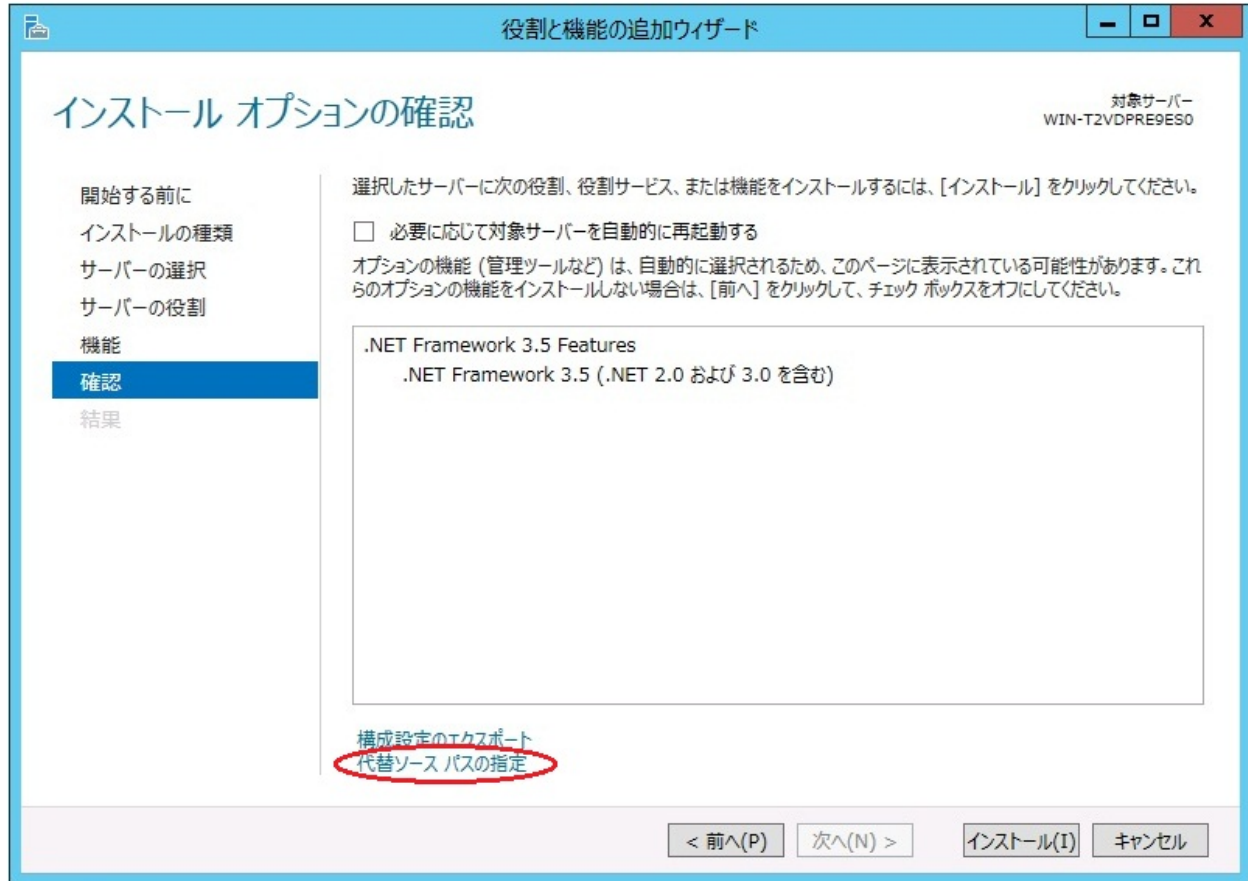 役割と機能の追加ウィザード
インストール オプションの確認
対象サーバー
WIN-T2VDPRE9ES0
開始する前に
インストールの種類
サーバーの選択
サーバーの役割
機能
確認
結果
選択したサーバーに次の役割、役割サービス、または機能をインストールするには、[インストール] をクリックしてください。
必要に応じて対象サーバーを自動的に再起動する
オプションの機能 (管理ツールなど) は、自動的に選択されるため、このページに表示されている可能性があります。これ
らのオプションの機能をインストールしない場合は、[前へ] をクリックして、チェック ボックスをオフにしてください。
.NET Framework 3.5 Features
.NET Framework 3.5 (.NET 2.0 および 3.0 を含む)
構成設定のエクスポート
代替ソース パスの指定
< 前へ(P)
次へ(N) >
インストール(I)
キャンセル